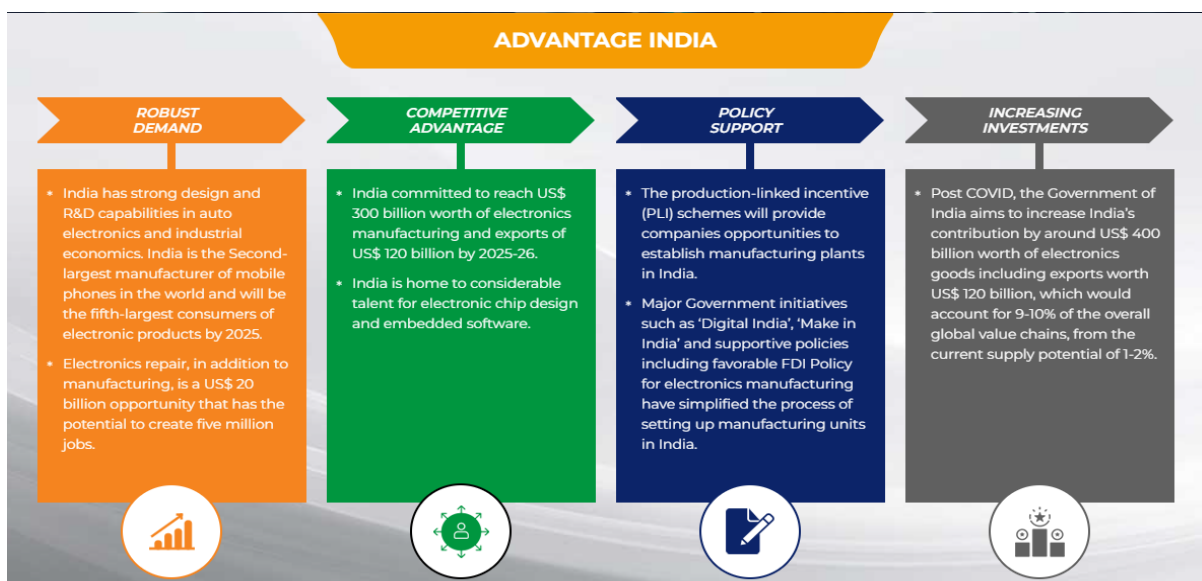 ADVANTAGE INDIA
ROBUST
DEMAND
* India has strong design and
R&D capabilities in auto
electronics and industrial
economics. India is the Second-
largest manufacturer of mobile
phones in the world and will be
the fifth-largest consumers of
electronic products by 2025.
* Electronics repair, in addition to
manufacturing, is a US$ 20
billion opportunity that has the
potential to create five million
jobs.
COMPETITIVE
ADVANTAGE
* India committed to reach US$
300 billion worth of electronics
manufacturing and exports of
US$ 120 billion by 2025-26.
* India is home to considerable
talent for electronic chip design
and embedded software.
POLICY
SUPPORT
* The production-linked incentive
(PLI) schemes will provide
companies opportunities to
establish manufacturing plants
in India.
* Major Government initiatives
such as ‘Digital India’, ‘Make in
India’ and supportive policies
including favorable FDI Policy
for electronics manufacturing
have simplified the process of
setting up manufacturing units
in India.
INCREASING
INVESTMENTS
* Post COVID, the Government of
India aims to increase India’s
contribution by around US$ 400
billion worth of electronics
goods including exports worth
US$ 120 billion, which would
account for 9-10% of the overall
global value chains, from the
current supply potential of 1-2%.